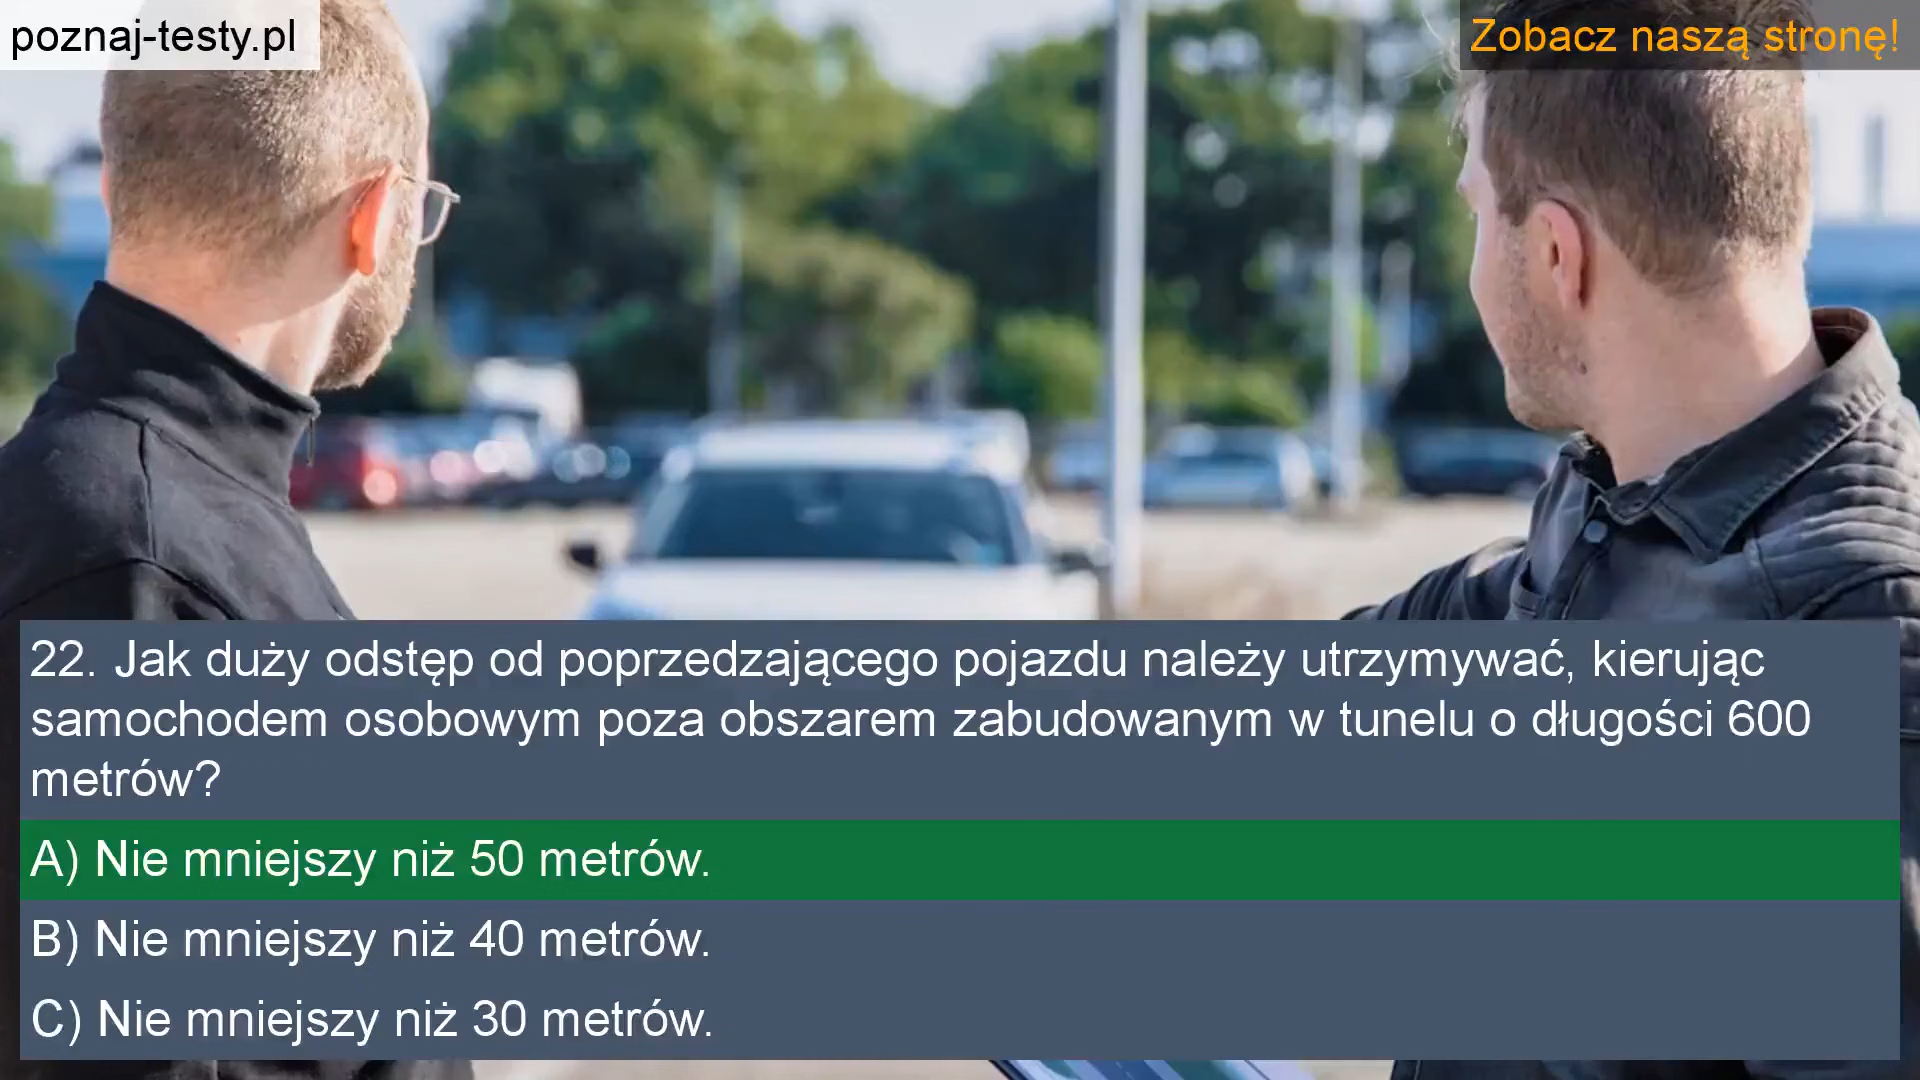 poznaj-testy.pl
Zobacz naszą stronę!
22. Jak duży odstęp od poprzedzającego pojazdu należy utrzymywać, kierując
samochodem osobowym poza obszarem zabudowanym w tunelu o długości 600
metrów?
A) Nie mniejszy niż 50 metrów.
B) Nie mniejszy niż 40 metrów.
C) Nie mniejszy niż 30 metrów.